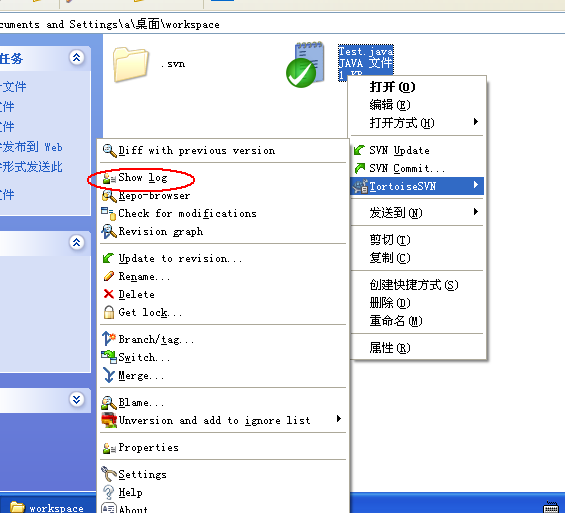 cuments and Settings\a\桌面\workspace
任务
文件
件
件
发布到 Web
形式发送此
件
.svn
Test.java
JAVA 文件
1 KB
打开(O)
编辑(E)
打开方式(H)
SVN Update
SVN Commit...
TortoiseSVN
发送到(N)
剪切(T)
复制(C)
创建快捷方式(S)
删除(D)
重命名(M)
属性(R)
Diff with previous version
Show log
Repo-browser
Check for modifications
Revision graph
Update to revision...
Rename...
Delete
Get lock...
Branch/tag...
Switch...
Merge...
Blame...
Unversion and add to ignore list
Properties
Settings
Help
About
workspace